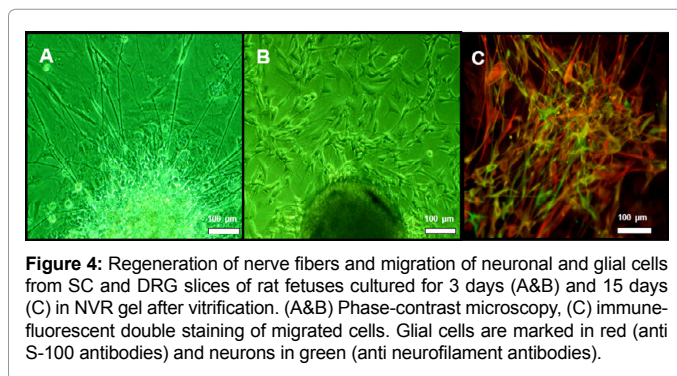 A
B
C
100 µm
100 µm
100 µm
Figure 4: Regeneration of nerve fibers and migration of neuronal and glial cells
from SC and DRG slices of rat fetuses cultured for 3 days (A&B) and 15 days
(C) in NVR gel after vitrification. (A&B) Phase-contrast microscopy, (C) immune-
fluorescent double staining of migrated cells. Glial cells are marked in red (anti
S-100 antibodies) and neurons in green (anti neurofilament antibodies).